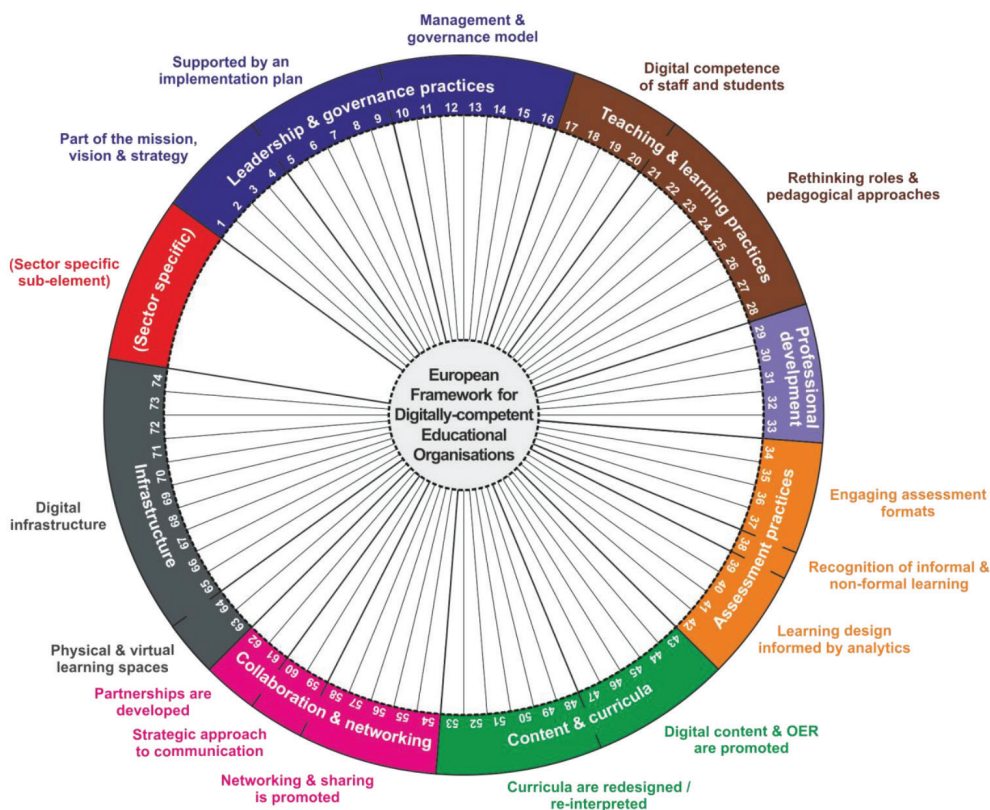 Management &
governance model
Supported by an
implementation plan
Part of the mission,
vision & strategy
(Sector specific
sub-element)
Digital
infrastructure
Physical & virtual
learning spaces
Partnerships are
developed
Strategic approach
to communication
Networking & sharing
is promoted
Curricula are redesigned /
re-interpreted
Digital content & OER
are promoted
Learning design
informed by analytics
Recognition of informal &
non-formal learning
Engaging assessment
formats
Rethinking roles &
pedagogical approaches
Digital competence
of staff and students
Leadership & governance practices
Teaching & learning practices
Professional
develpment
Assessment practices
Content & curricula
Collaboration & networking
Infrastructure
(Sector specific)
1
2
3
4
5
6
7
8
9
10
11
12
13
14
15
16
17
18
19
20
21
22
23
24
25
26
27
28
29
30
31
32
33
34
35
36
37
38
39
40
41
42
43
44
45
46
47
48
49
50
51
52
53
54
55
56
57
58
59
60
61
62
63
64
65
66
67
68
69
70
71
72
73
74
European
Framework for
Digitally-competent
Educational
Organisations